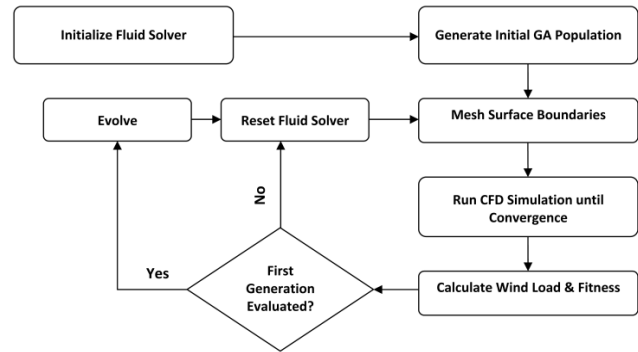 Initialize Fluid Solver
Generate Initial GA Population
Evolve
Reset Fluid Solver
Mesh Surface Boundaries
No
Run CFD Simulation until
Convergence
Yes
First
Generation
Evaluated?
Calculate Wind Load & Fitness